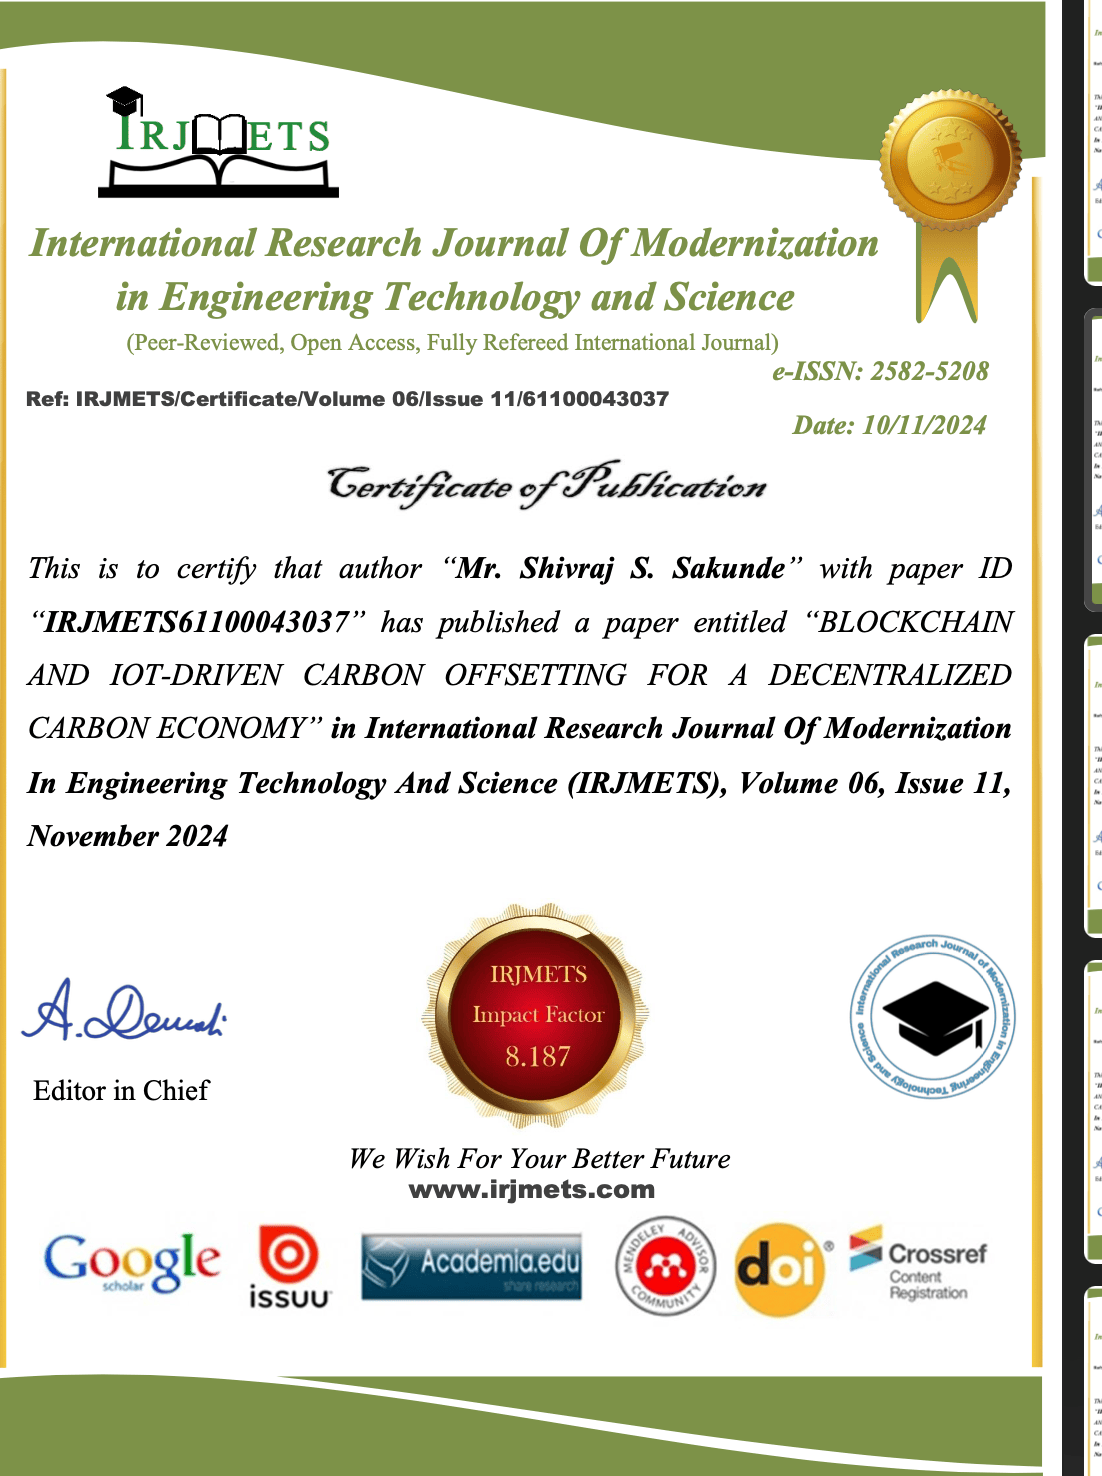 IRJMETS
International Research Journal Of Modernization
in Engineering Technology and Science
(Peer-Reviewed, Open Access, Fully Refereed International Journal)
e-ISSN: 2582-5208
Ref: IRJMETS/Certificate/Volume 06/Issue 11/61100043037
Date: 10/11/2024
Certificate of Publication
This is to certify that author “Mr. Shivraj S. Sakunde” with paper ID
“IRJMETS61100043037” has published a paper entitled “BLOCKCHAIN
AND IOT-DRIVEN CARBON OFFSETTING FOR A DECENTRALIZED
CARBON ECONOMY” in International Research Journal Of Modernization
In Engineering Technology And Science (IRJMETS), Volume 06, Issue 11,
November 2024
IRJMETS
Impact Factor
8.187
International Research Journal of Modernization in Engineering Technology and Science
A.
Editor in Chief
We Wish For Your Better Future
www.irjmets.com
Google
scholar
issuu
Academia.edu
share research
MENDELEY ADVISOR
COMMUNITY
doi®
Crossref
Content
Registration